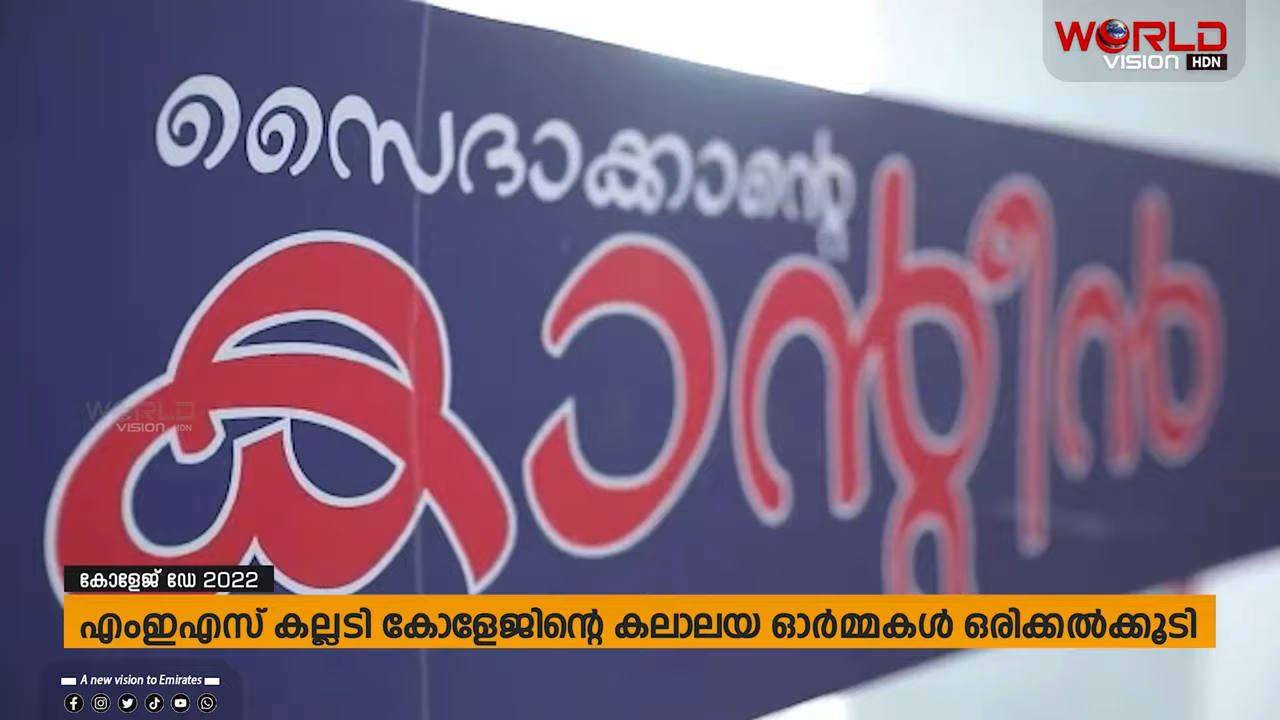 WORLD
VISION HDN
സൈദാക്കാന്റെ
കാന്റീൻ
WORLD
VISION HDN
കോളേജ് ഡേ 2022
എംഇഎസ് കല്ലടി കോളേജിന്റെ കലാലയ ഓർമ്മകൾ ഒരിക്കൽക്കൂടി
A new vision to Emirates